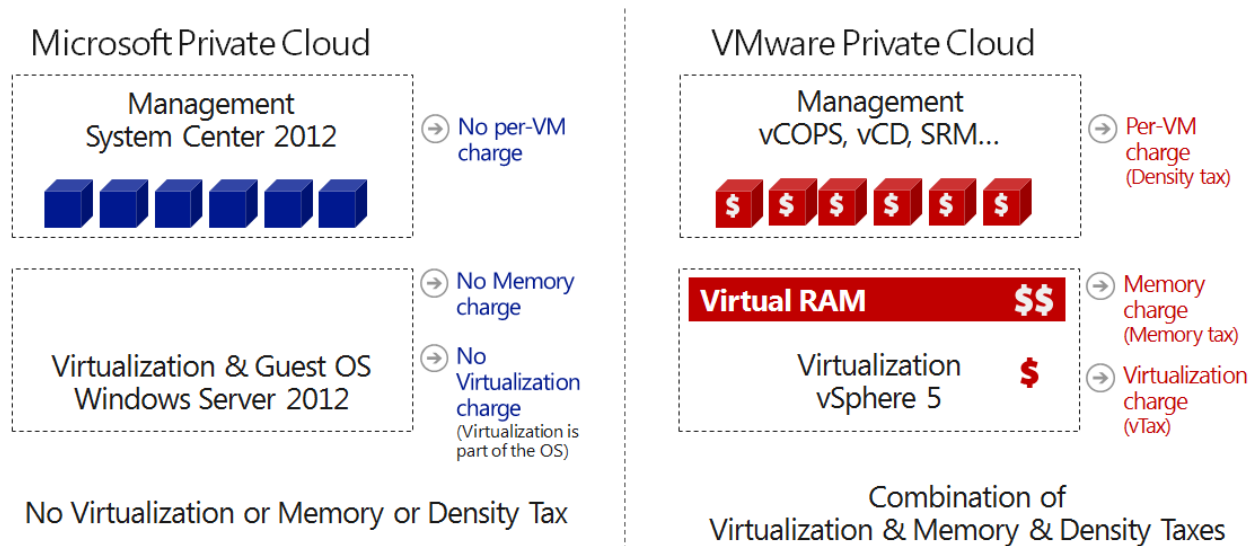 Microsoft Private Cloud
Management
System Center 2012
No per-VM
charge
No Memory
charge
Virtualization & Guest OS
Windows Server 2012
No
Virtualization
charge
(Virtualization is
part of the OS)
No Virtualization or Memory or Density Tax
VMware Private Cloud
Management
vCOPS, vCD, SRM...
$ $ $ $ $ $
Per-VM
charge
(Density tax)
Virtual RAM $$
Memory
charge
(Memory tax)
Virtualization $
vSphere 5
Virtualization
charge
(vTax)
Combination of
Virtualization & Memory & Density Taxes